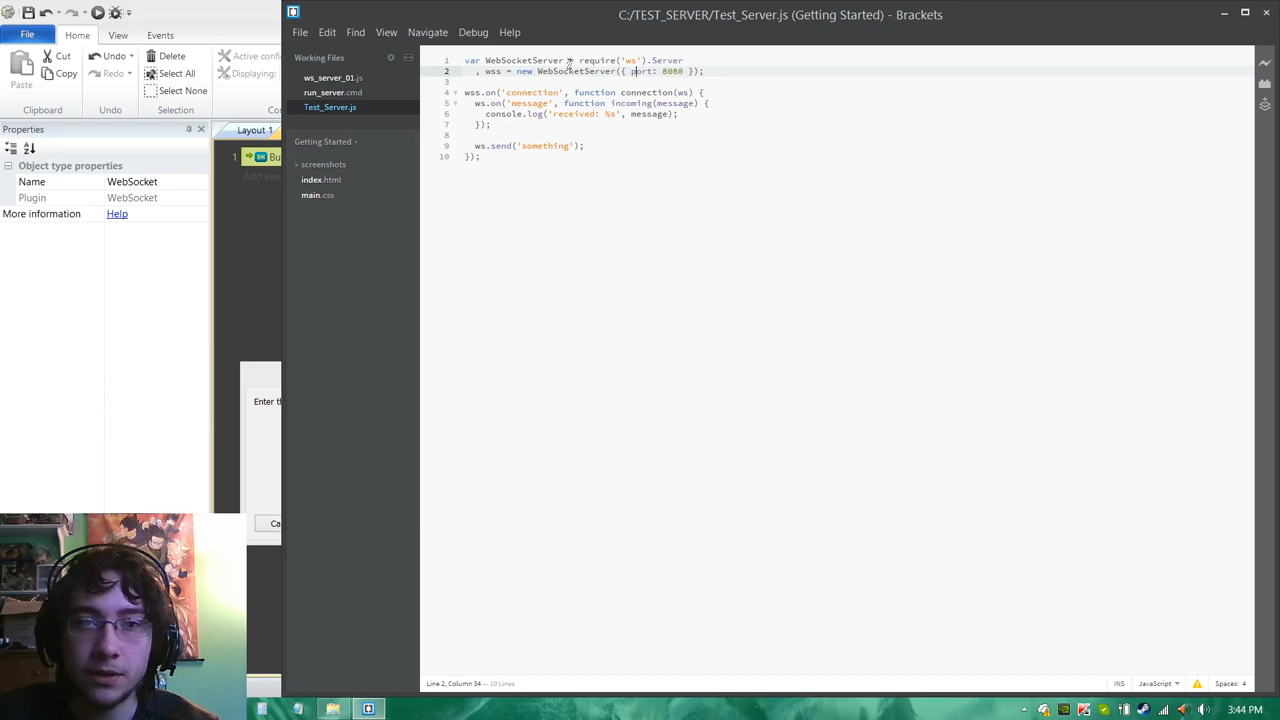 C:/TEST_SERVER/Test_Server.js (Getting Started) - Brackets
File Edit Find View Navigate Debug Help
File Home View Events
Paste
Cut
Copy
Redo
Clipboard
Delete
Select All
Displaying:
Select None
Selection
Properties
Object type properties
Name WebSocket
Plugin WebSocket
More information Help
Layout 1
Bu
Add eve
Enter th
Ca
Working Files
ws_server_01.js
run_server.cmd
Test_Server.js
Getting Started
screenshots
index.html
main.css
1 var WebSocketServer = require('ws').Server
2 , wss = new WebSocketServer({ port: 8080 });
3
4 wss.on('connection', function connection(ws) {
5 ws.on('message', function incoming(message) {
6 console.log('received: %s', message);
7 });
8
9 ws.send('something');
10 });
Line 2, Column 34 — 10 Lines
INS JavaScript Spaces: 4
3:44 PM